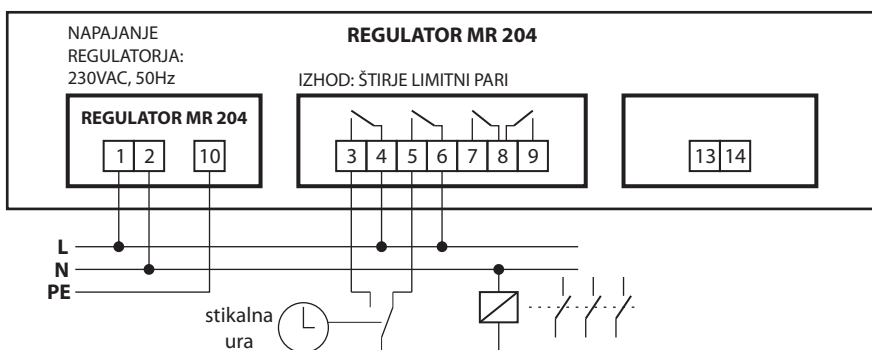 NAPAJANJE
REGULATORJA:
230VAC, 50Hz
REGULATOR MR 204
IZHOD: ŠTIRJE LIMITNI PARI
REGULATOR MR 204
1 2 10
3 4 5 6 7 8 9
13 14
L
N
PE
stikalna
ura